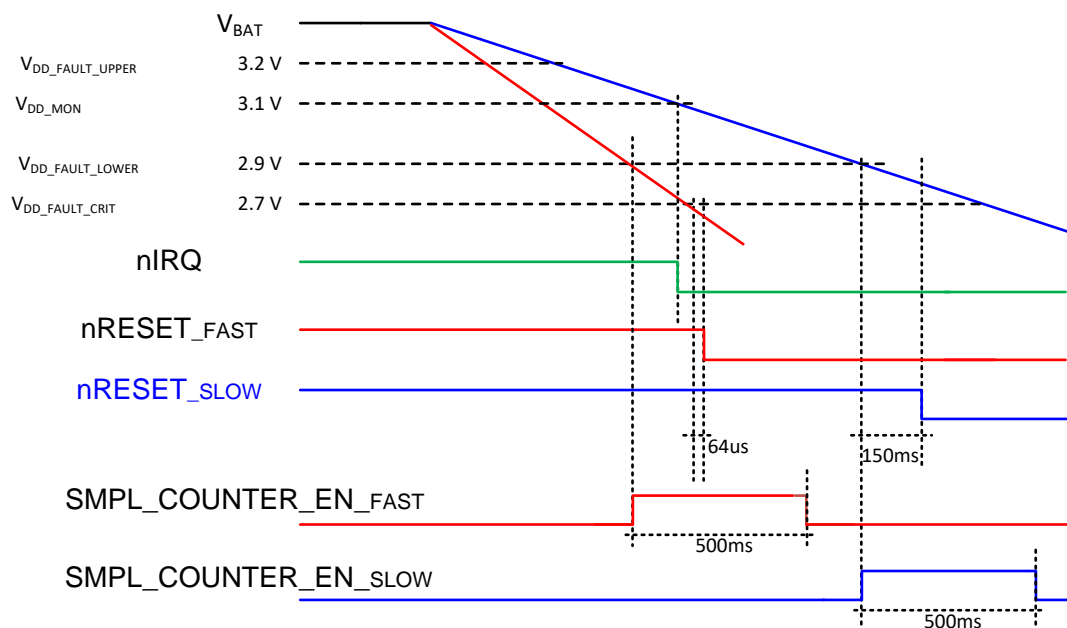 VBAT
VDD_FAULT_UPPER 3.2 V
VDD_MON 3.1 V
VDD_FAULT_LOWER 2.9 V
VDD_FAULT_CRIT 2.7 V
nIRQ
nRESET_FAST
nRESET_SLOW
64us
150ms
SMPL_COUNTER_EN_FAST
500ms
SMPL_COUNTER_EN_SLOW
500ms